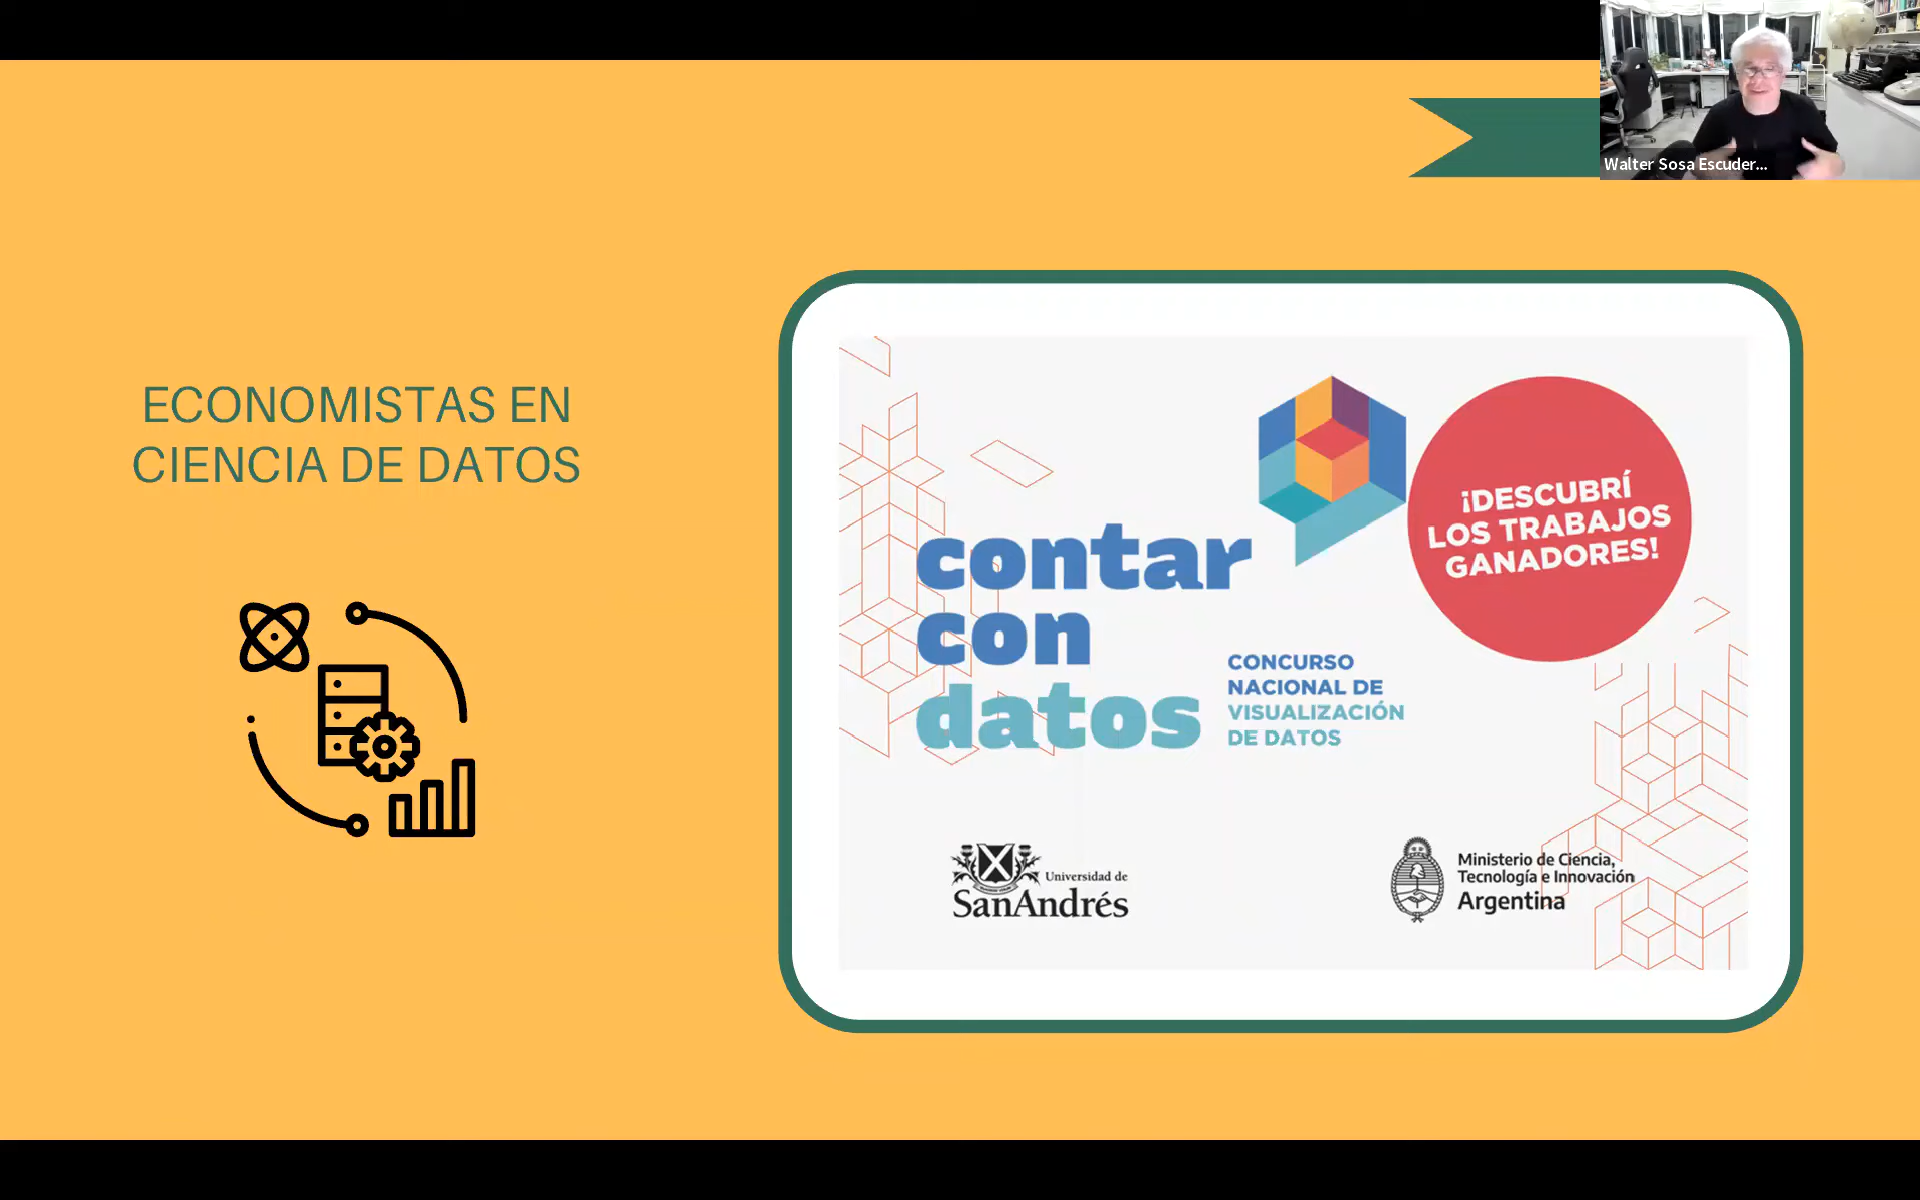 Walter Sosa Escuder...
ECONOMISTAS EN
CIENCIA DE DATOS
¡DESCUBRÍ
LOS TRABAJOS
GANADORES!
contar
con
datos
CONCURSO
NACIONAL DE
VISUALIZACIÓN
DE DATOS
Universidad de
SanAndrés
Ministerio de Ciencia,
Tecnología e Innovación
Argentina